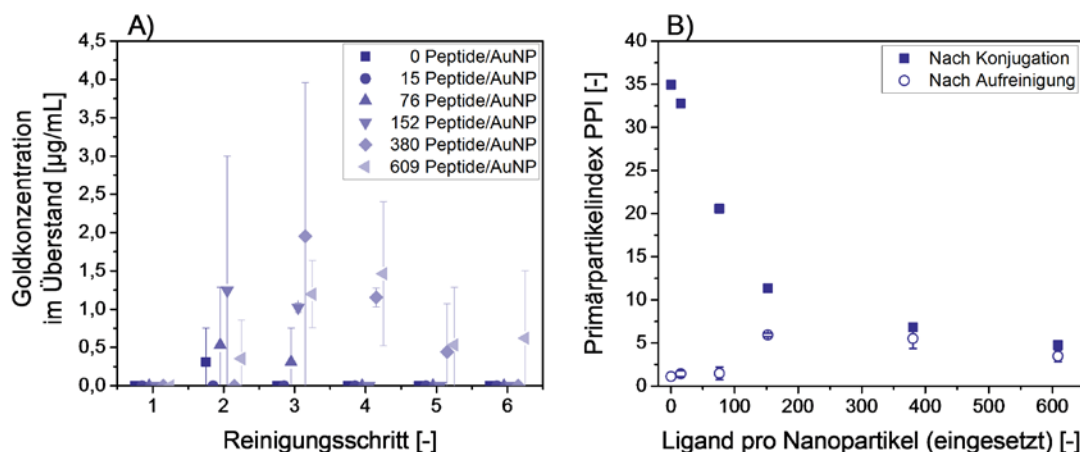 A)
Goldkonzentration
im Überstand [µg/mL]
4,5
4,0
3,5
3,0
2,5
2,0
1,5
1,0
0,5
0,0
0 Peptide/AuNP
15 Peptide/AuNP
76 Peptide/AuNP
152 Peptide/AuNP
380 Peptide/AuNP
609 Peptide/AuNP
1 2 3 4 5 6
Reinigungsschritt [-]
B)
Primärpartikelindex PPI [-]
40
35
30
25
20
15
10
5
0
Nach Konjugation
Nach Aufreinigung
0 100 200 300 400 500 600
Ligand pro Nanopartikel (eingesetzt) [-]